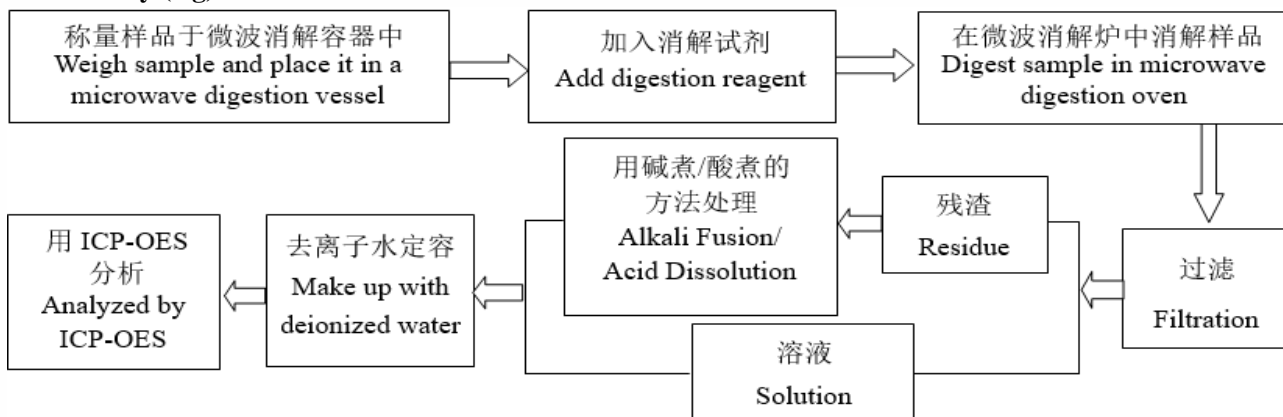 称量样品于微波消解容器中
Weigh sample and place it in a
microwave digestion vessel
加入消解试剂
Add digestion reagent
在微波消解炉中消解样品
Digest sample in microwave
digestion oven
过滤
Filtration
残渣
Residue
用碱煮/酸煮的
方法处理
Alkali Fusion/
Acid Dissolution
溶液
Solution
去离子水定容
Make up with
deionized water
用 ICP-OES
分析
Analyzed by
ICP-OES